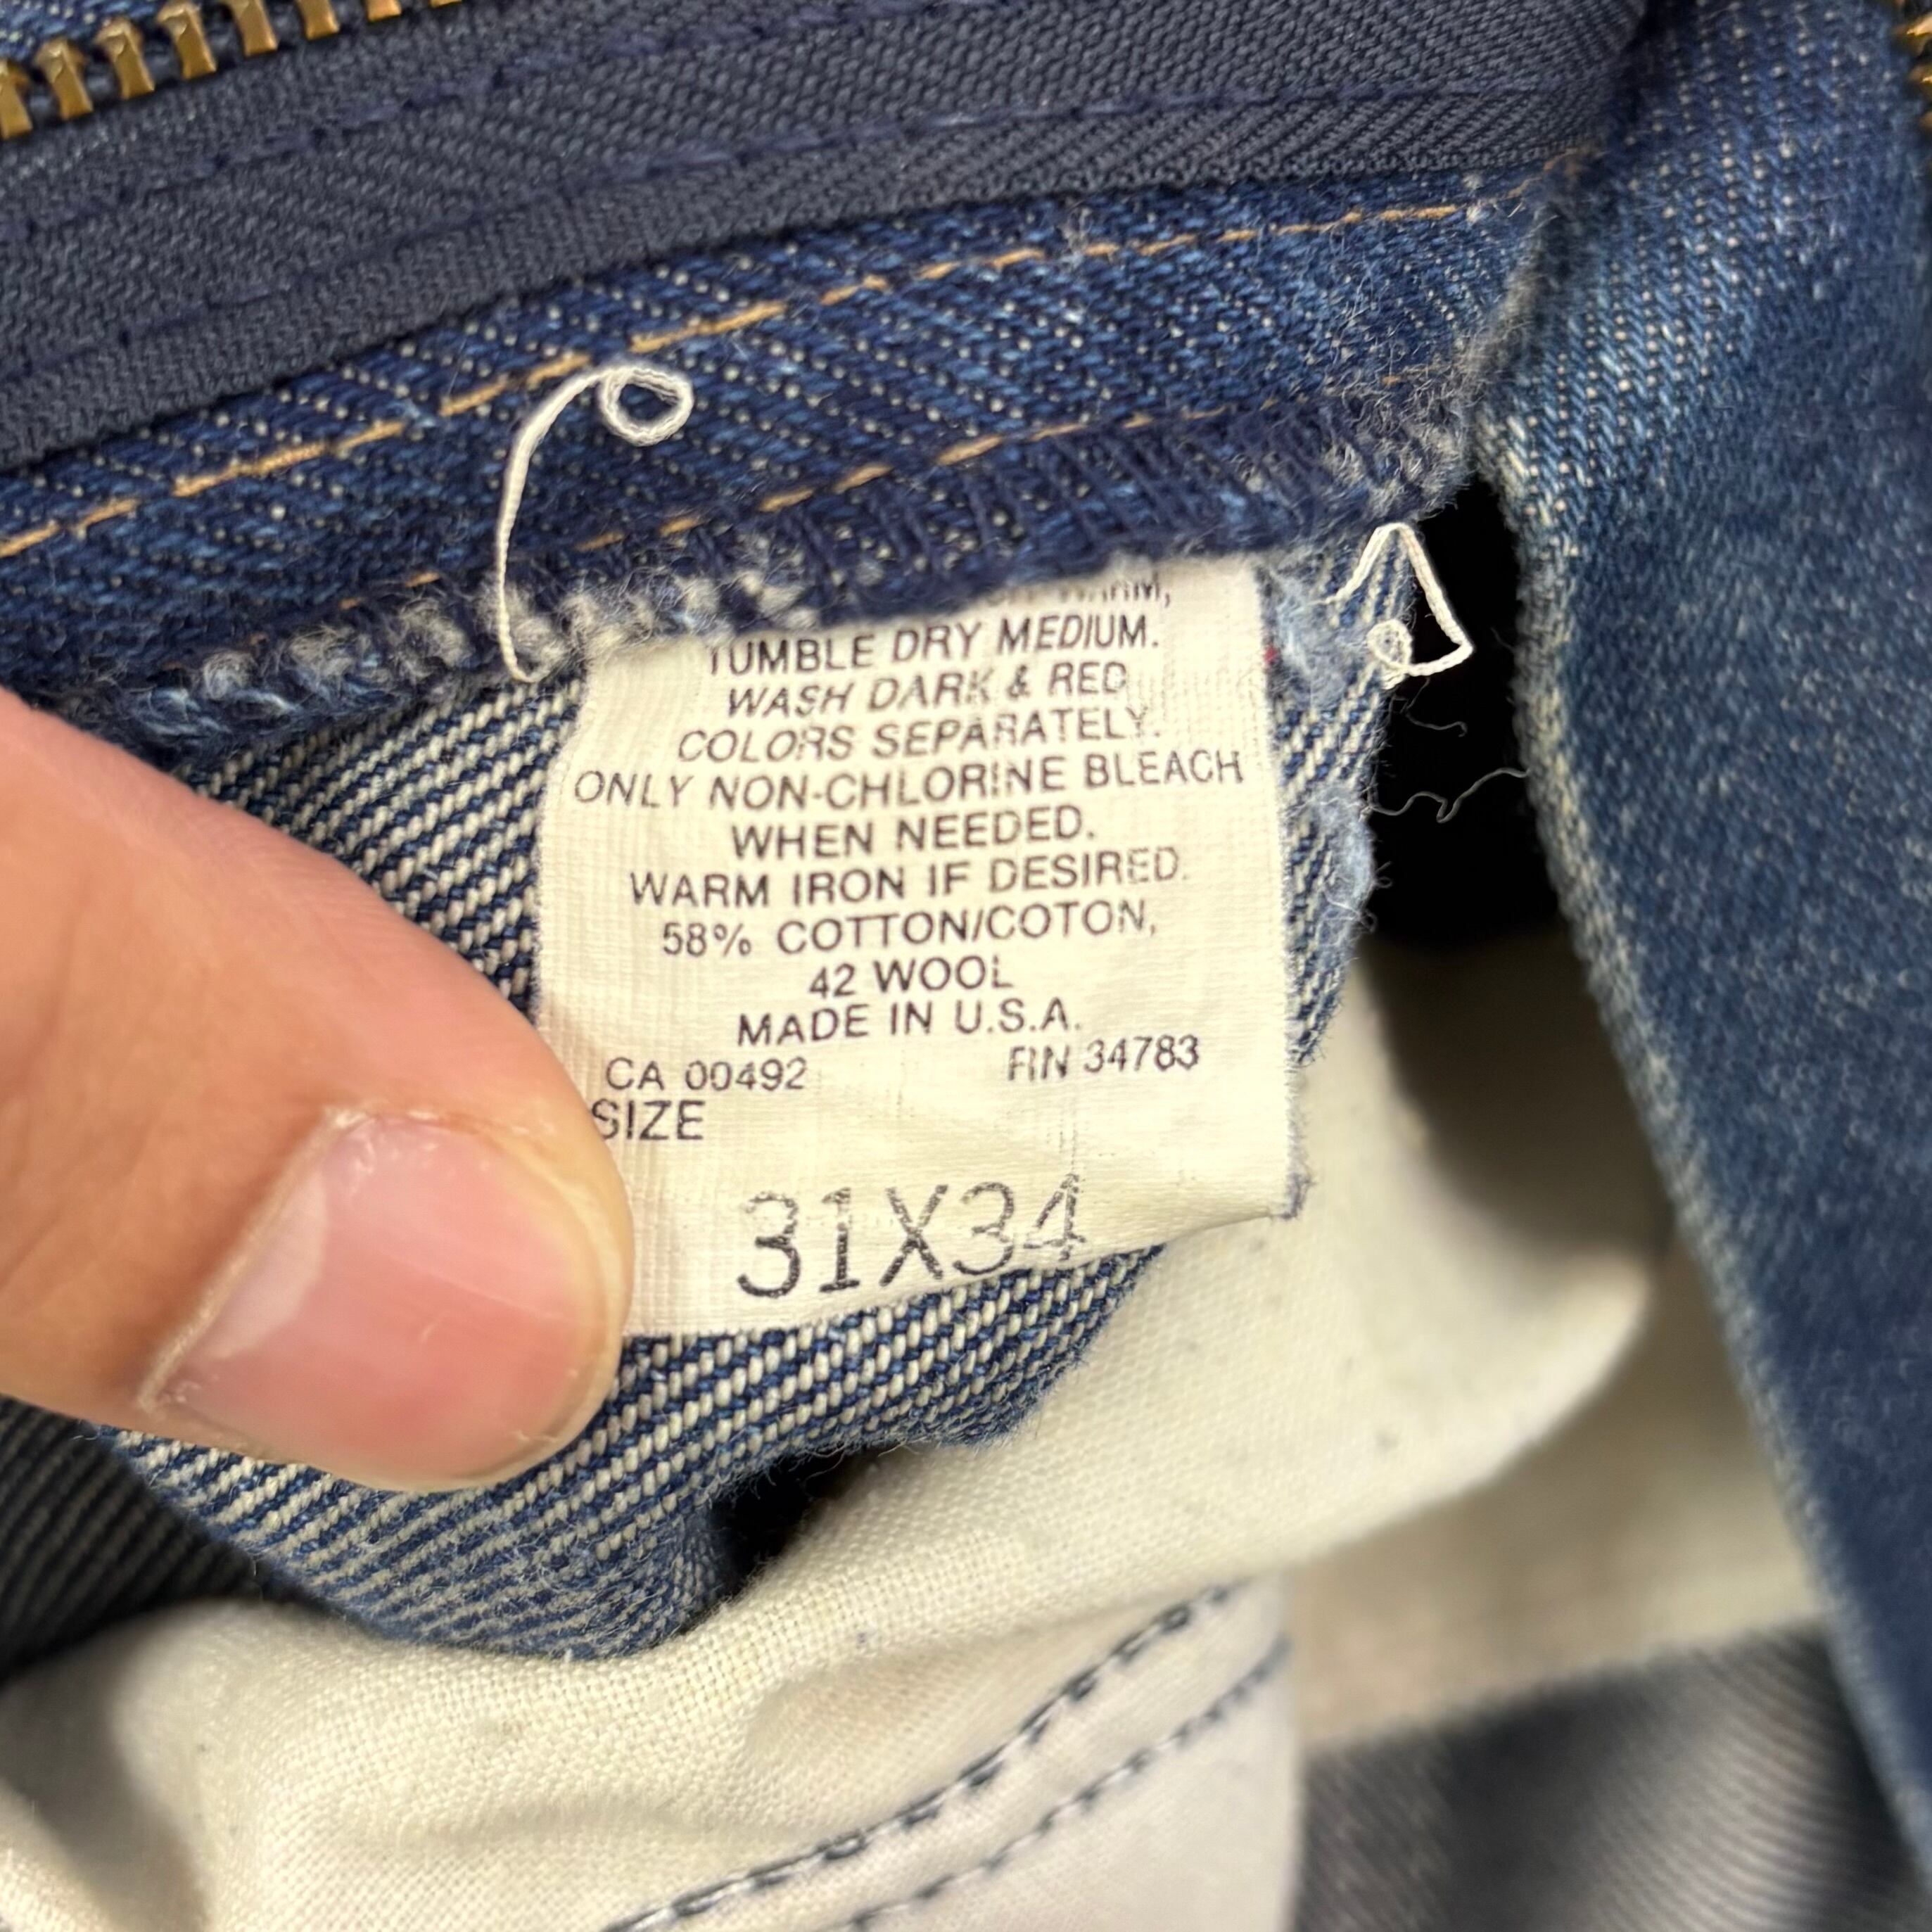 TUMBLE DRY MEDIUM.
WASH DARK & RED
COLORS SEPARATELY.
ONLY NON-CHLORINE BLEACH
WHEN NEEDED.
WARM IRON IF DESIRED.
58% COTTON/COTON,
42 WOOL
MADE IN U.S.A.
CA 00492 RN 34783
SIZE
31X34